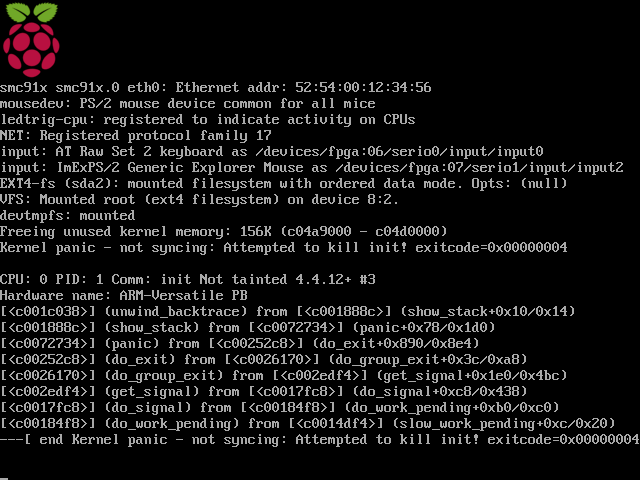 smc91x smc91x.0 eth0: Ethernet addr: 52:54:00:12:34:56
mousedev: PS/2 mouse device common for all mice
ledtrig-cpu: registered to indicate activity on CPUs
NET: Registered protocol family 17
input: AT Raw Set 2 keyboard as /devices/fpga:06/serio0/input/input0
input: ImExPS/2 Generic Explorer Mouse as /devices/fpga:07/serio1/input/input2
EXT4-fs (sda2): mounted filesystem with ordered data mode. Opts: (null)
VFS: Mounted root (ext4 filesystem) on device 8:2.
devtmpfs: mounted
Freeing unused kernel memory: 156K (c04a9000 - c04d0000)
Kernel panic - not syncing: Attempted to kill init! exitcode=0x00000004
CPU: 0 PID: 1 Comm: init Not tainted 4.4.12+ #3
Hardware name: ARM-Versatile PB
[<c001c038>] (unwind_backtrace) from [<c001888c>] (show_stack+0x10/0x14)
[<c001888c>] (show_stack) from [<c0072734>] (panic+0x78/0x1d0)
[<c0072734>] (panic) from [<c00252c8>] (do_exit+0x890/0x8e4)
[<c00252c8>] (do_exit) from [<c0026170>] (do_group_exit+0x3c/0xa8)
[<c0026170>] (do_group_exit) from [<c002edf4>] (get_signal+0x1e0/0x4bc)
[<c002edf4>] (get_signal) from [<c0017fc8>] (do_signal+0xc8/0x438)
[<c0017fc8>] (do_signal) from [<c00184f8>] (do_work_pending+0xb0/0xc0)
[<c00184f8>] (do_work_pending) from [<c0014df4>] (slow_work_pending+0xc/0x20)
---[ end Kernel panic - not syncing: Attempted to kill init! exitcode=0x00000004